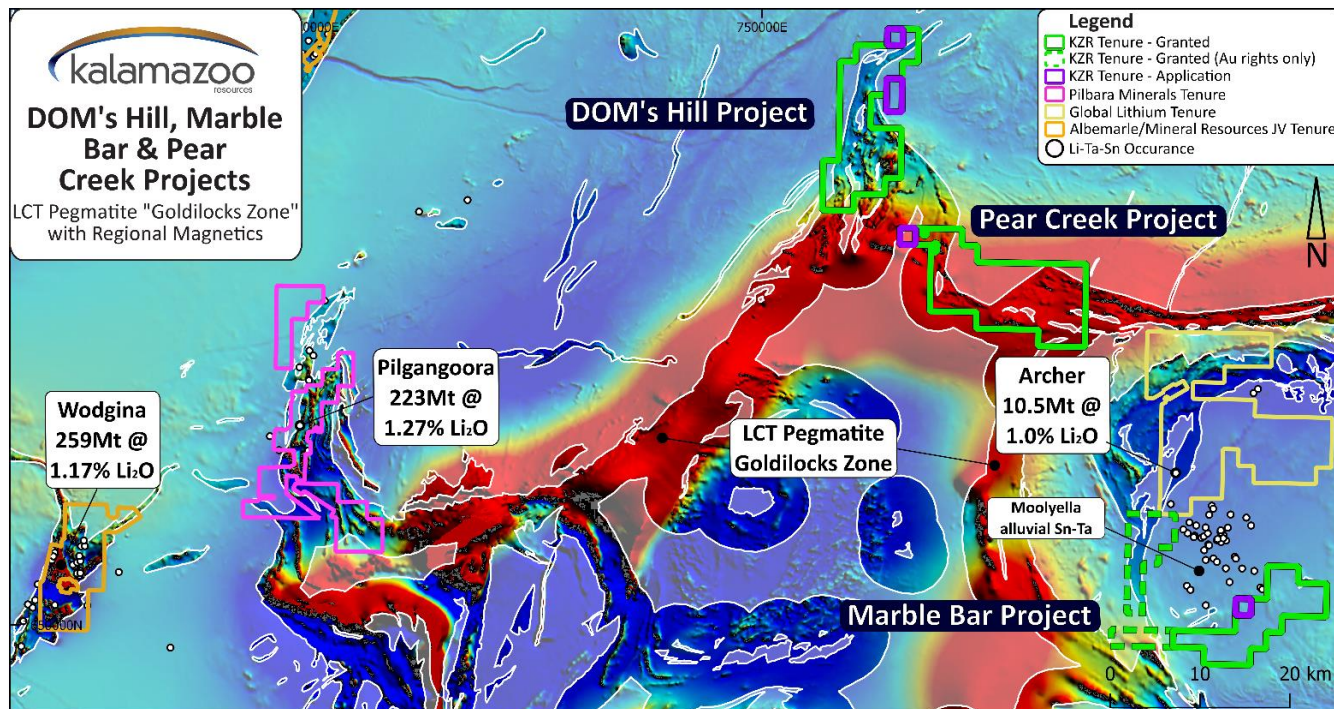 kalamazoo
resources
DOM's Hill, Marble
Bar & Pear
Creek Projects
LCT Pegmatite "Goldilocks Zone"
with Regional Magnetics
750000E
DOM's Hill Project
Pear Creek Project
Legend
KZR Tenure - Granted
KZR Tenure - Granted (Au rights only)
KZR Tenure - Application
Pilbara Minerals Tenure
Global Lithium Tenure
Albemarle/Mineral Resources JV Tenure
Li-Ta-Sn Occurance
N
Wodgina
259Mt @
1.17% Li₂O
Pilgangoora
223Mt @
1.27% Li₂O
LCT Pegmatite
Goldilocks Zone
Archer
10.5Mt @
1.0% Li₂O
Moolyella
alluvial Sn-Ta
Marble Bar Project
0 10 20 km